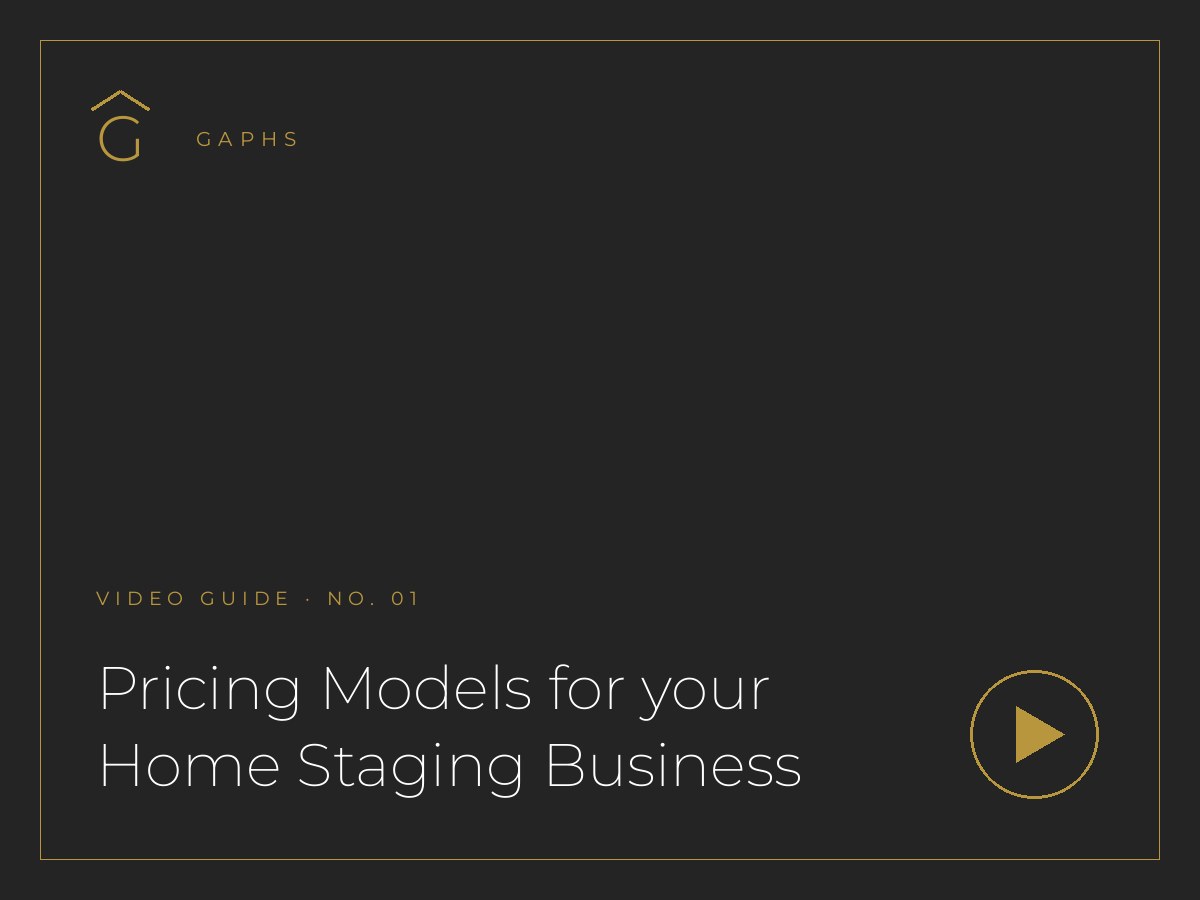 G
GAPHS
VIDEO GUIDE · NO. 01
Pricing Models for your
Home Staging Business